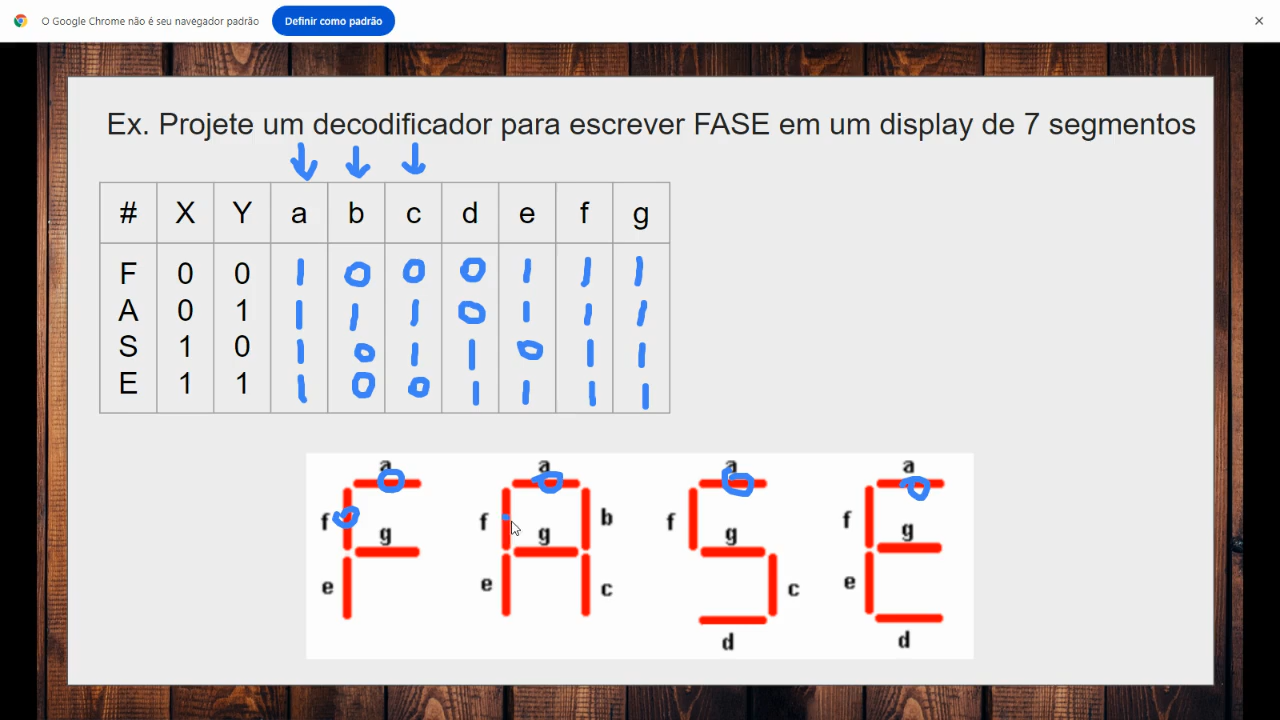 O Google Chrome não é seu navegador padrão Definir como padrão
Ex. Projete um decodificador para escrever FASE em um display de 7 segmentos
# X Y a b c d e f g
F 0 0 1 0 0 0 1 1 1
A 0 1 1 1 1 0 1 1 1
S 1 0 1 0 1 1 0 1 1
E 1 1 1 0 0 1 1 1 1
a a a a
f f b f f
g g g g
e e c c e
d d